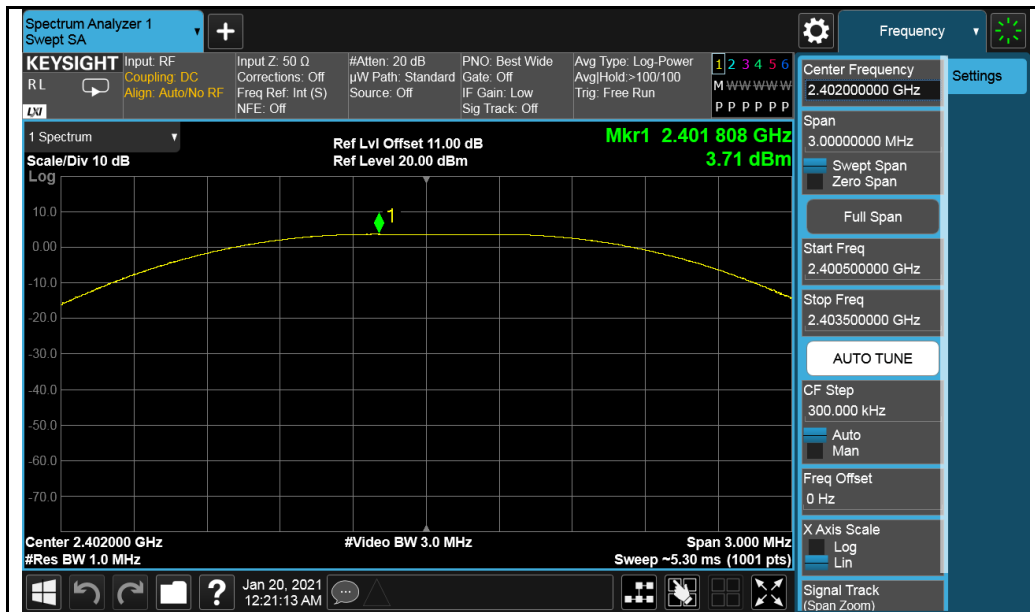 Spectrum Analyzer 1
Swept SA
+
Frequency
KEYSIGHT
RL
LXI
Input: RF
Coupling: DC
Align: Auto/No RF
Input Z: 50 Ω
Corrections: Off
Freq Ref: Int (S)
NFE: Off
#Atten: 20 dB
µW Path: Standard
Source: Off
PNO: Best Wide
Gate: Off
IF Gain: Low
Sig Track: Off
Avg Type: Log-Power
Avg|Hold:>100/100
Trig: Free Run
1 2 3 4 5 6
M W W W W W
P P P P P P
Center Frequency
2.402000000 GHz
Settings
Span
3.00000000 MHz
Swept Span
Zero Span
Full Span
Start Freq
2.400500000 GHz
Stop Freq
2.403500000 GHz
AUTO TUNE
CF Step
300.000 kHz
Auto
Man
Freq Offset
0 Hz
X Axis Scale
Log
Lin
Signal Track
(Span Zoom)
1 Spectrum
Scale/Div 10 dB
Log
Ref Lvl Offset 11.00 dB
Ref Level 20.00 dBm
Mkr1 2.401 808 GHz
3.71 dBm
1
10.0
0.00
-10.0
-20.0
-30.0
-40.0
-50.0
-60.0
-70.0
Center 2.402000 GHz
#Res BW 1.0 MHz
#Video BW 3.0 MHz
Span 3.000 MHz
Sweep ~5.30 ms (1001 pts)
?
Jan 20, 2021
12:21:13 AM